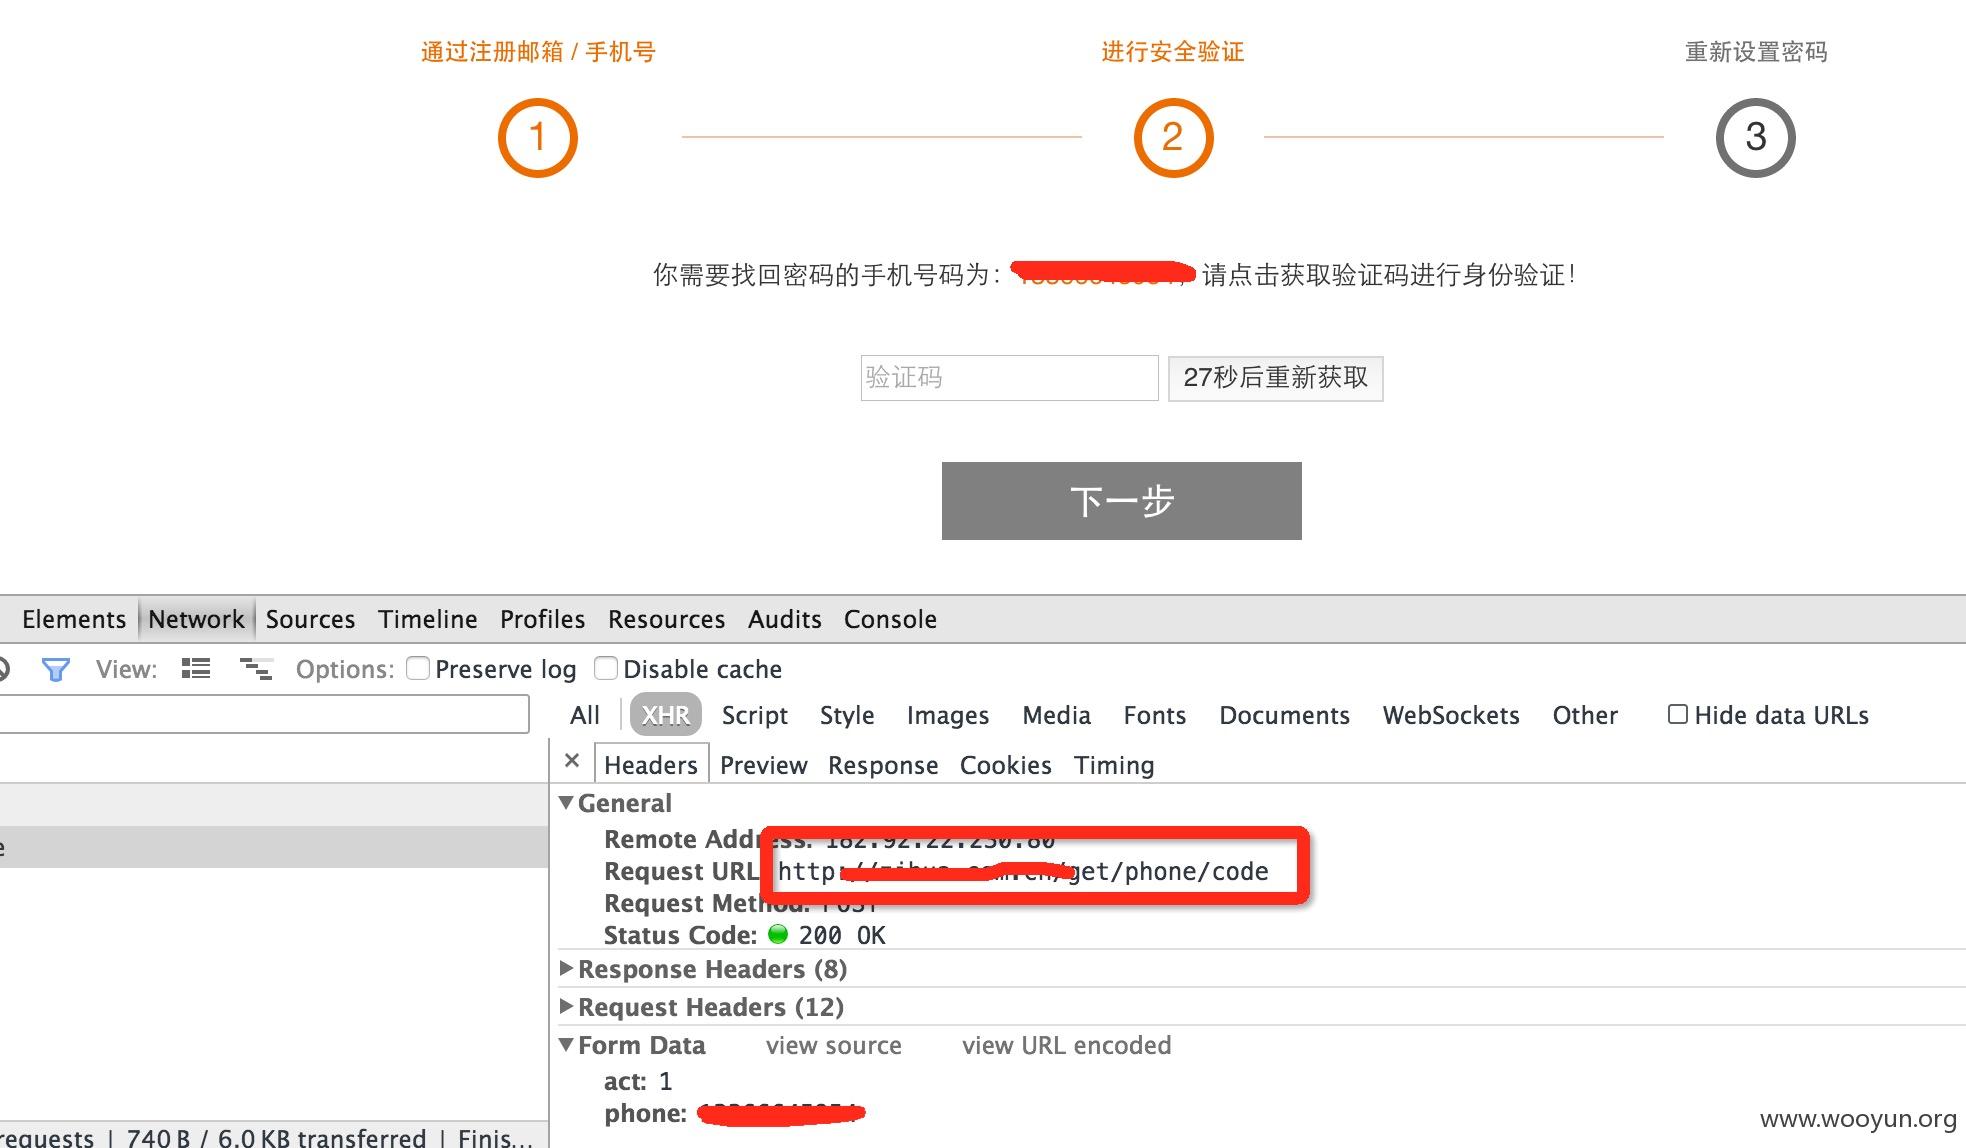 通过注册邮箱 / 手机号
进行安全验证
重新设置密码
1
2
3
你需要找回密码的手机号码为: 请点击获取验证码进行身份验证!
验证码
27秒后重新获取
下一步
Elements Network Sources Timeline Profiles Resources Audits Console
View: Options: Preserve log Disable cache
All XHR Script Style Images Media Fonts Documents WebSockets Other Hide data URLs
× Headers Preview Response Cookies Timing
General
Remote Address: 182.92.22.230:80
Request URL: http:// get/phone/code
Request Method: POST
Status Code: 200 OK
Response Headers (8)
Request Headers (12)
Form Data view source view URL encoded
act: 1
phone:
requests | 740 B / 6.0 KB transferred | Finis...
www.wooyun.org